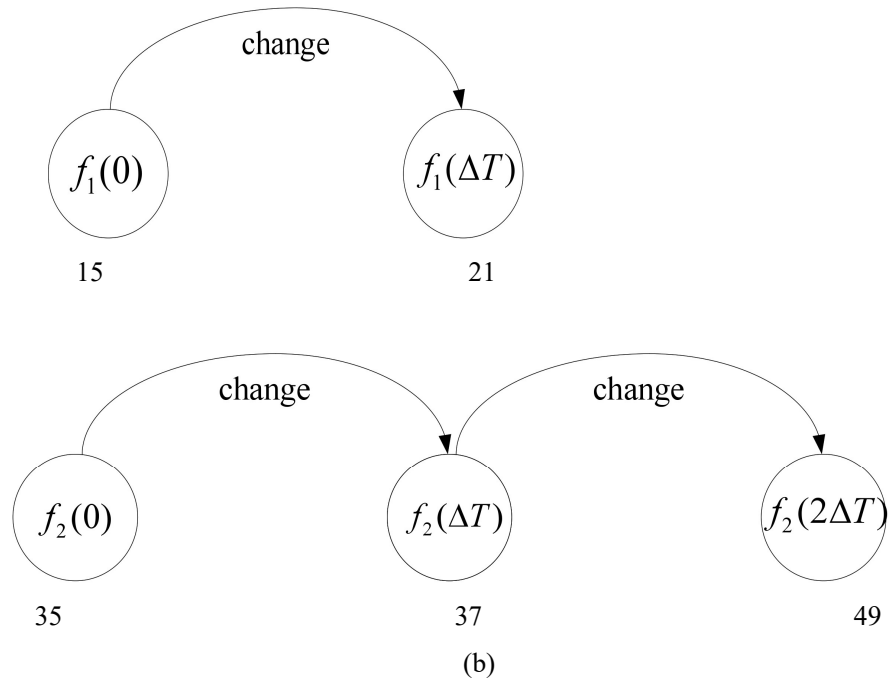 change
f₁(0) f₁(ΔT)
15 21
change change
f₂(0) f₂(ΔT) f₂(2ΔT)
35 37 49
(b)